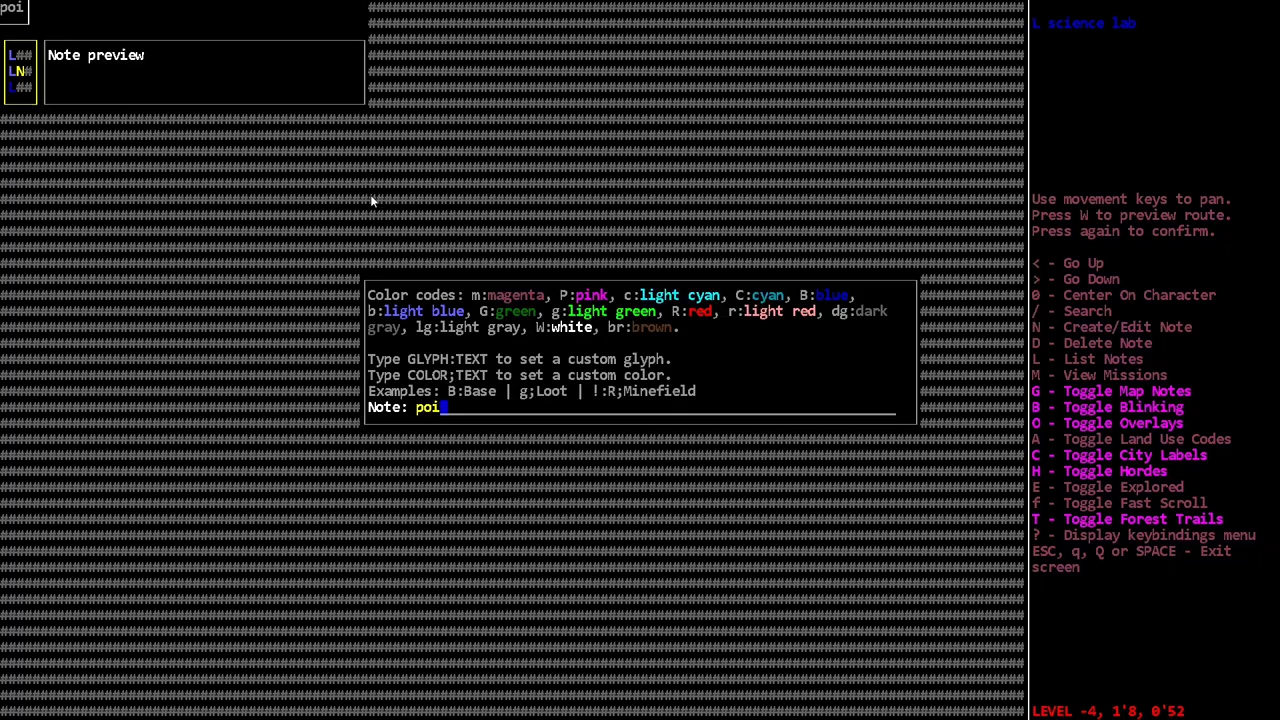 poi
L science lab
L##
LN#
L##
Note preview
Use movement keys to pan.
Press W to preview route.
Press again to confirm.
< - Go Up
> - Go Down
0 - Center On Character
/ - Search
N - Create/Edit Note
D - Delete Note
L - List Notes
M - View Missions
G - Toggle Map Notes
B - Toggle Blinking
O - Toggle Overlays
A - Toggle Land Use Codes
C - Toggle City Labels
H - Toggle Hordes
E - Toggle Explored
f - Toggle Fast Scroll
T - Toggle Forest Trails
? - Display keybindings menu
ESC, q, Q or SPACE - Exit
screen
Color codes: m:magenta, P:pink, c:light cyan, C:cyan, B:blue,
b:light blue, G:green, g:light green, R:red, r:light red, dg:dark
gray, lg:light gray, W:white, br:brown.
Type GLYPH:TEXT to set a custom glyph.
Type COLOR;TEXT to set a custom color.
Examples: B:Base | g;Loot | !:R;Minefield
Note: poi
LEVEL -4, 1'8, 0'52